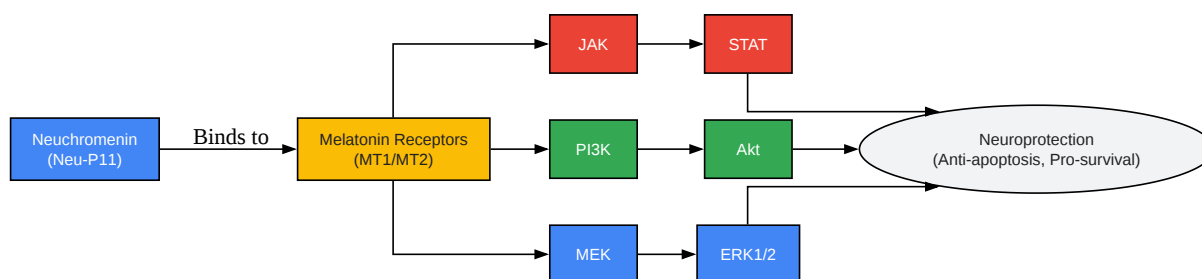 JAK
STAT
Neuchromenin
(Neu-P11)
Binds to
Melatonin Receptors
(MT1/MT2)
PI3K
Akt
Neuroprotection
(Anti-apoptosis, Pro-survival)
MEK
ERK1/2